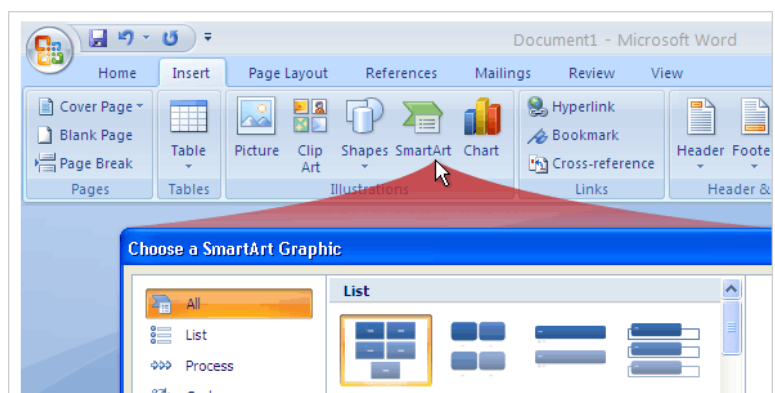 Document1 - Microsoft Word
Home Insert Page Layout References Mailings Review View
Cover Page
Blank Page
Page Break
Pages
Table
Tables
Picture Clip Art Shapes SmartArt Chart
Illustrations
Hyperlink
Bookmark
Cross-reference
Links
Header Foote
Header &
Choose a SmartArt Graphic
All
List
Process
List